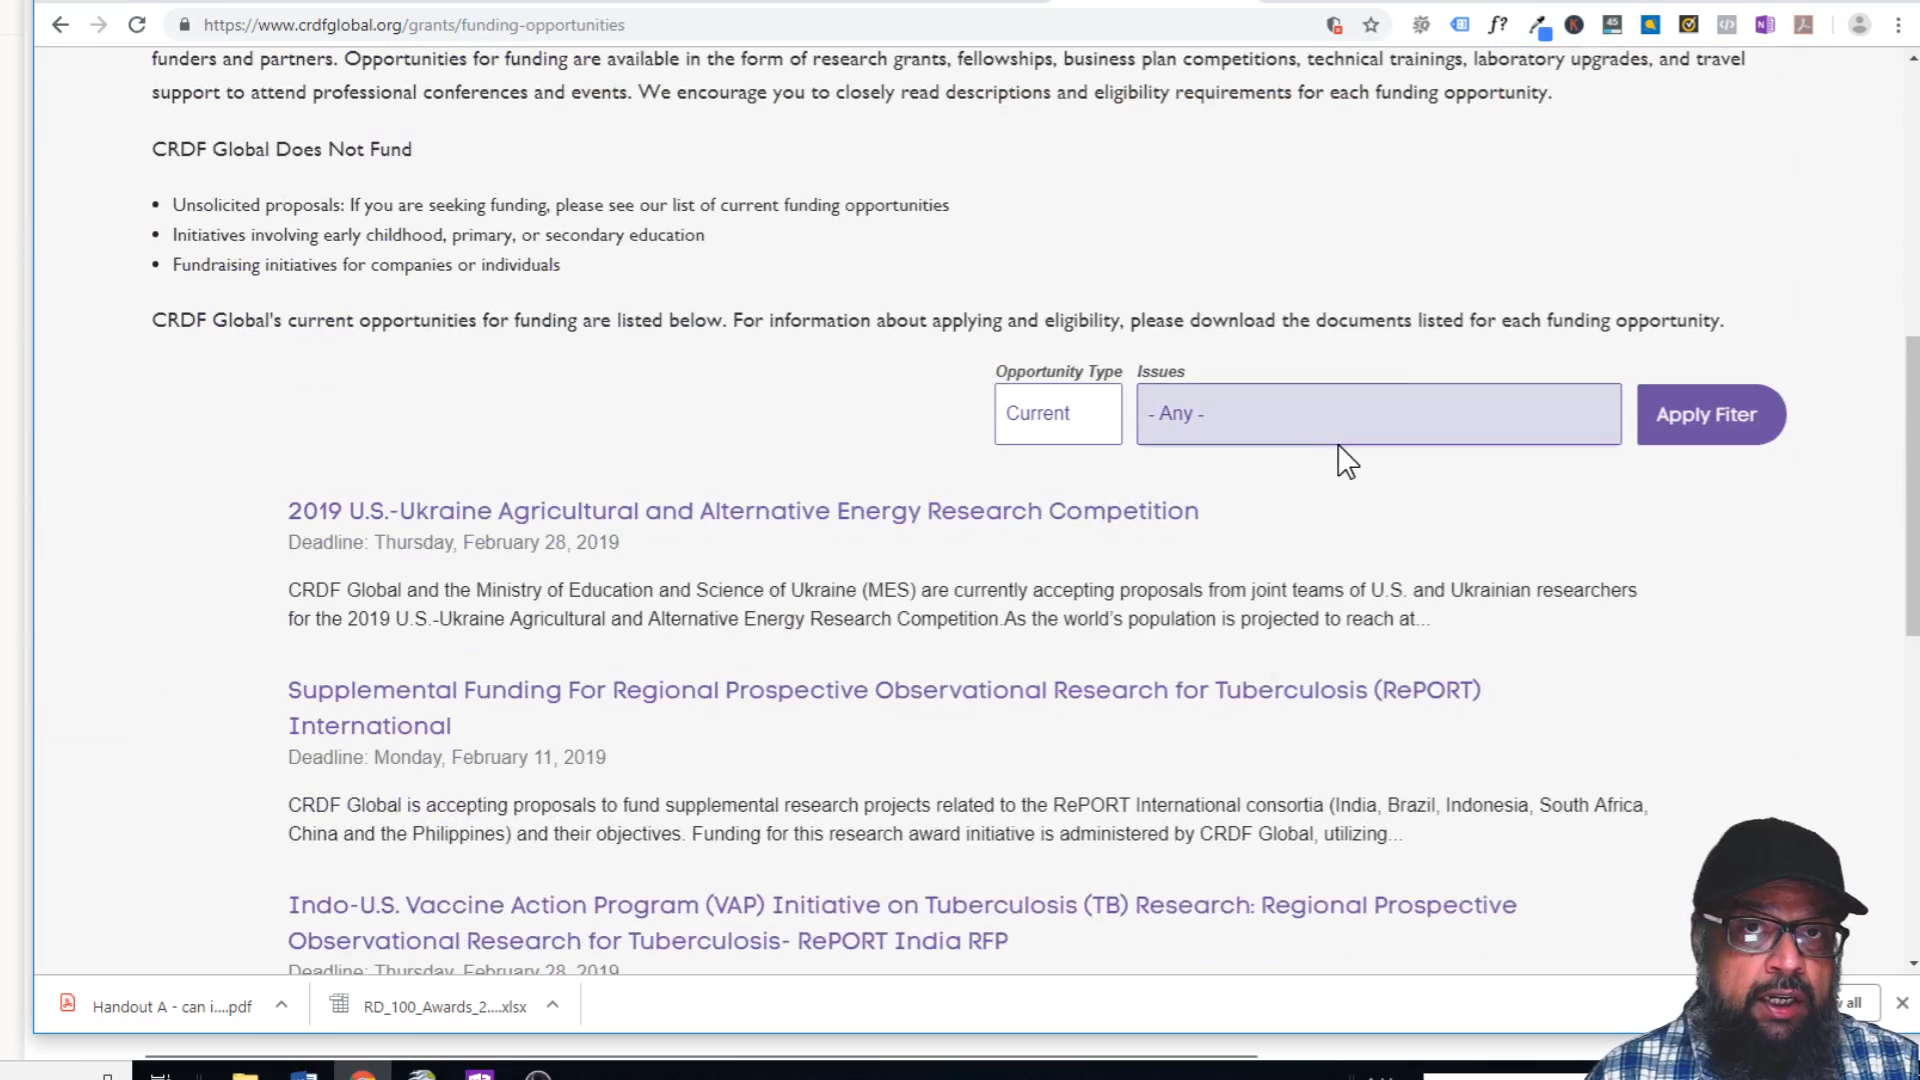 https://www.crdfglobal.org/grants/funding-opportunities
funders and partners. Opportunities for funding are available in the form of research grants, fellowships, business plan competitions, technical trainings, laboratory upgrades, and travel
support to attend professional conferences and events. We encourage you to closely read descriptions and eligibility requirements for each funding opportunity.
CRDF Global Does Not Fund
• Unsolicited proposals: If you are seeking funding, please see our list of current funding opportunities
• Initiatives involving early childhood, primary, or secondary education
• Fundraising initiatives for companies or individuals
CRDF Global's current opportunities for funding are listed below. For information about applying and eligibility, please download the documents listed for each funding opportunity.
Opportunity Type Issues
Current - Any - Apply Fiter
2019 U.S.-Ukraine Agricultural and Alternative Energy Research Competition
Deadline: Thursday, February 28, 2019
CRDF Global and the Ministry of Education and Science of Ukraine (MES) are currently accepting proposals from joint teams of U.S. and Ukrainian researchers
for the 2019 U.S.-Ukraine Agricultural and Alternative Energy Research Competition.As the world's population is projected to reach at...
Supplemental Funding For Regional Prospective Observational Research for Tuberculosis (RePORT)
International
Deadline: Monday, February 11, 2019
CRDF Global is accepting proposals to fund supplemental research projects related to the RePORT International consortia (India, Brazil, Indonesia, South Africa,
China and the Philippines) and their objectives. Funding for this research award initiative is administered by CRDF Global, utilizing...
Indo-U.S. Vaccine Action Program (VAP) Initiative on Tuberculosis (TB) Research: Regional Prospective
Observational Research for Tuberculosis- RePORT India RFP
Deadline: Thursday, February 28, 2019
Handout A - can i....pdf RD_100_Awards_2....xlsx all